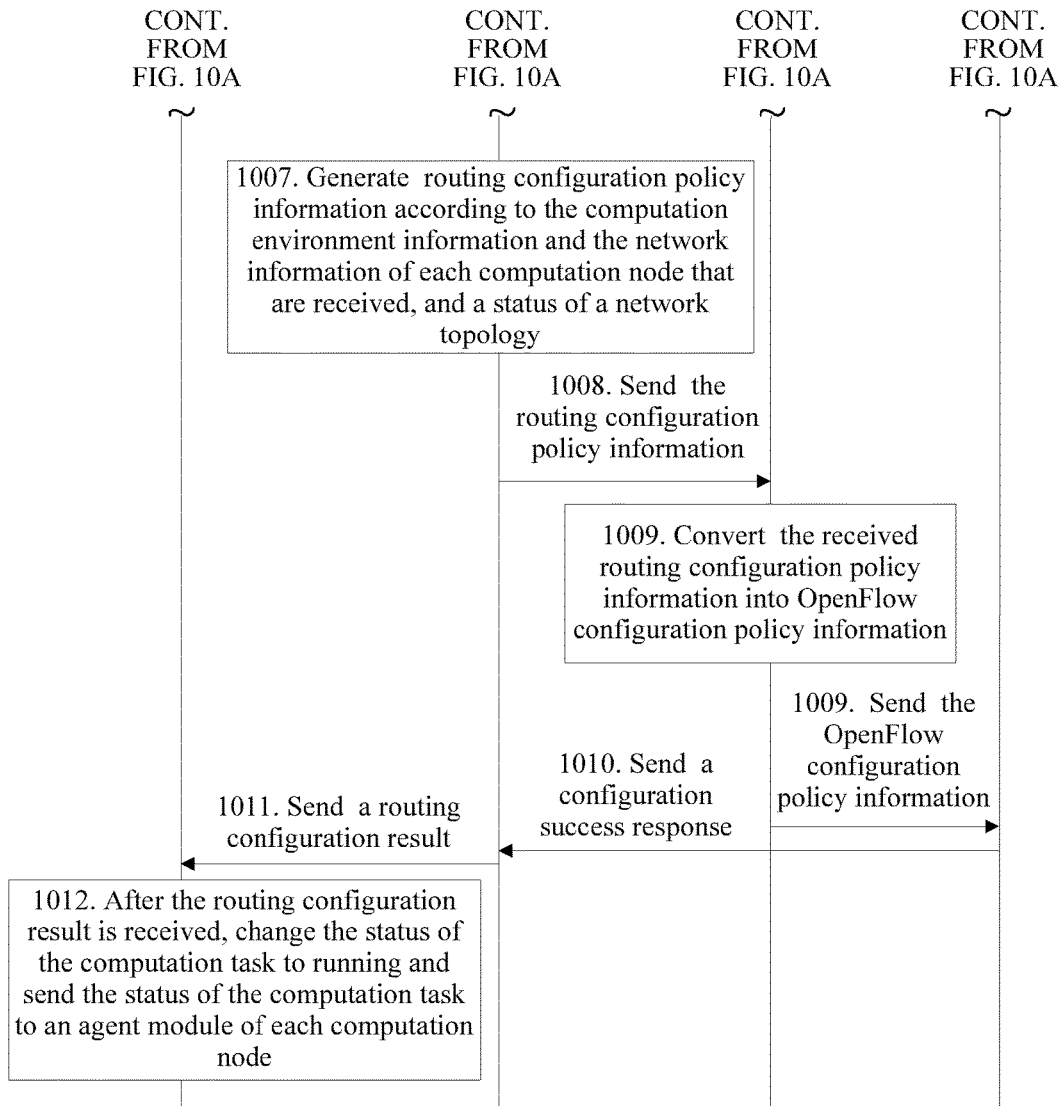 CONT.
FROM
FIG. 10A
CONT.
FROM
FIG. 10A
CONT.
FROM
FIG. 10A
CONT.
FROM
FIG. 10A
1007. Generate routing configuration policy
information according to the computation
environment information and the network
information of each computation node that
are received, and a status of a network
topology
1008. Send the
routing configuration
policy information
1009. Convert the received
routing configuration policy
information into OpenFlow
configuration policy information
1009. Send the
OpenFlow
configuration
policy information
1010. Send a
configuration
success response
1011. Send a routing
configuration result
1012. After the routing configuration
result is received, change the status of
the computation task to running and
send the status of the computation task
to an agent module of each computation
node